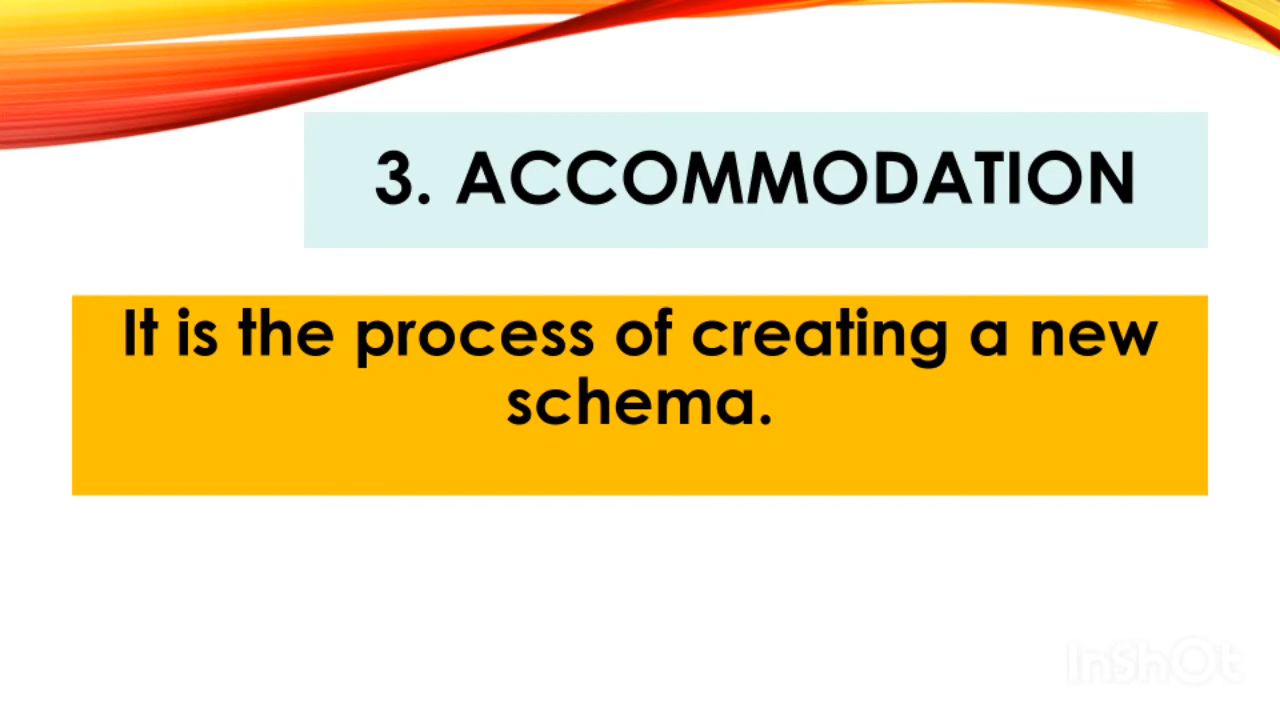 3. ACCOMMODATION
It is the process of creating a new
schema.
InShOt